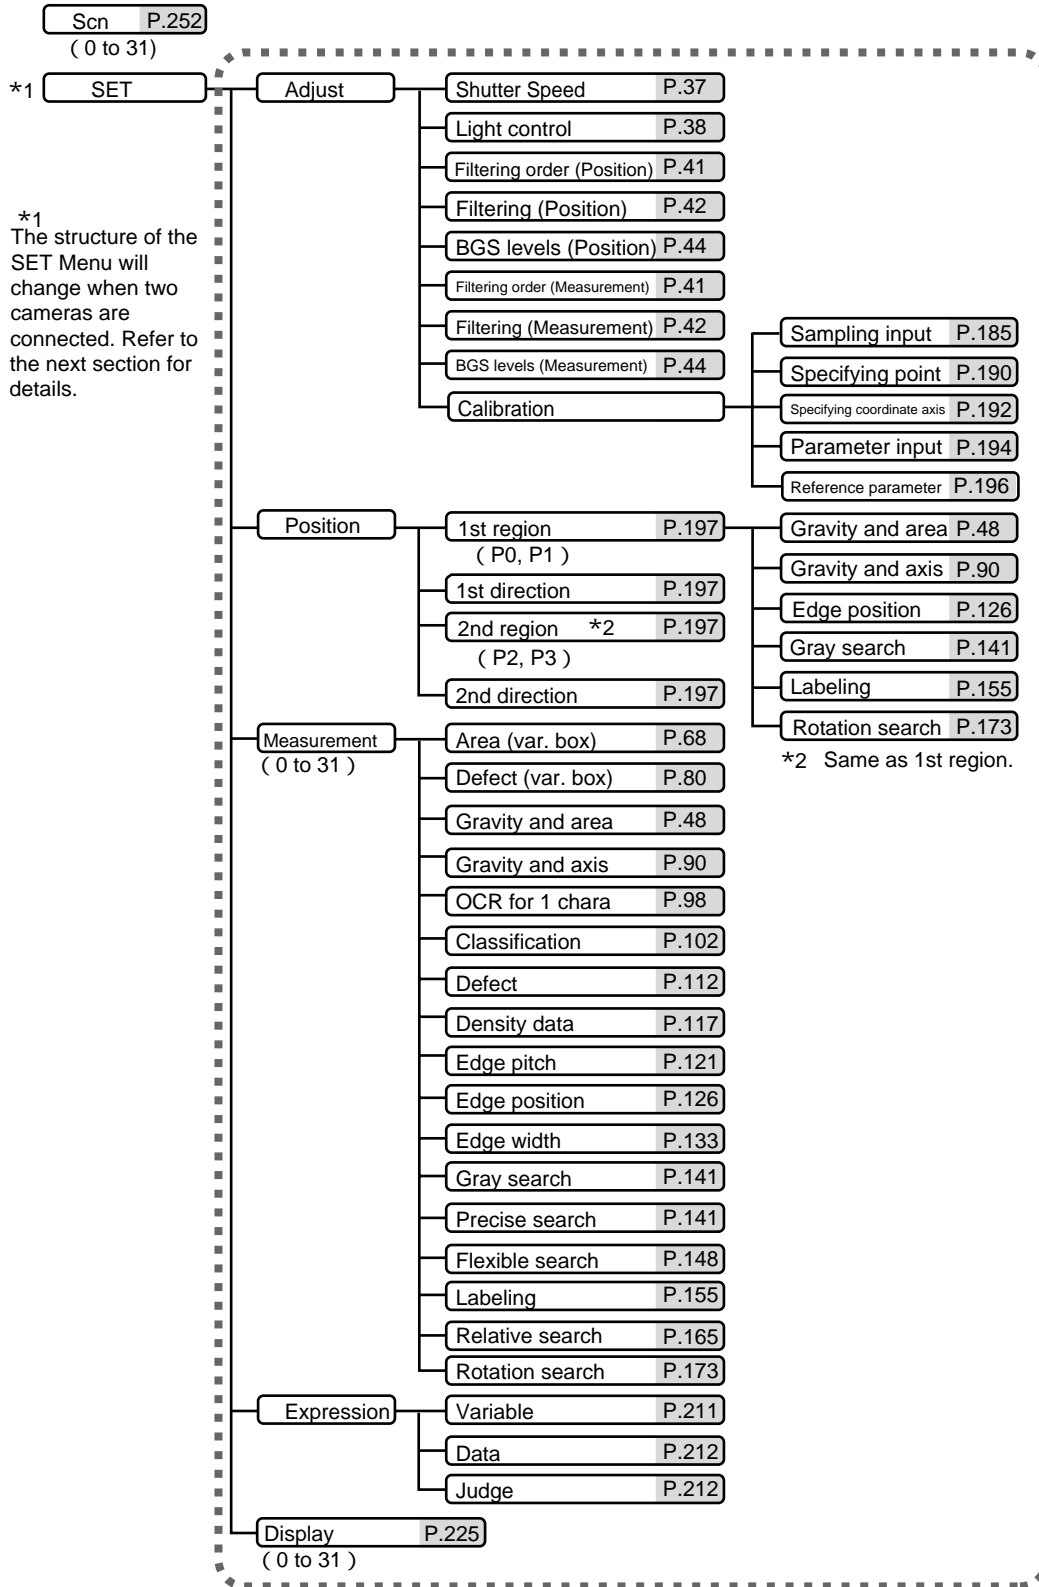 Scn P.252
( 0 to 31)
*1 SET
Adjust
Shutter Speed P.37
Light control P.38
Filtering order (Position) P.41
Filtering (Position) P.42
BGS levels (Position) P.44
Filtering order (Measurement) P.41
Filtering (Measurement) P.42
BGS levels (Measurement) P.44
Calibration
Sampling input P.185
Specifying point P.190
Specifying coordinate axis P.192
Parameter input P.194
Reference parameter P.196
*1
The structure of the
SET Menu will
change when two
cameras are
connected. Refer to
the next section for
details.
Position
1st region P.197
( P0, P1 )
1st direction P.197
2nd region *2 P.197
( P2, P3 )
2nd direction P.197
Gravity and area P.48
Gravity and axis P.90
Edge position P.126
Gray search P.141
Labeling P.155
Rotation search P.173
*2 Same as 1st region.
Measurement
( 0 to 31 )
Area (var. box) P.68
Defect (var. box) P.80
Gravity and area P.48
Gravity and axis P.90
OCR for 1 chara P.98
Classification P.102
Defect P.112
Density data P.117
Edge pitch P.121
Edge position P.126
Edge width P.133
Gray search P.141
Precise search P.141
Flexible search P.148
Labeling P.155
Relative search P.165
Rotation search P.173
Expression
Variable P.211
Data P.212
Judge P.212
Display P.225
( 0 to 31 )